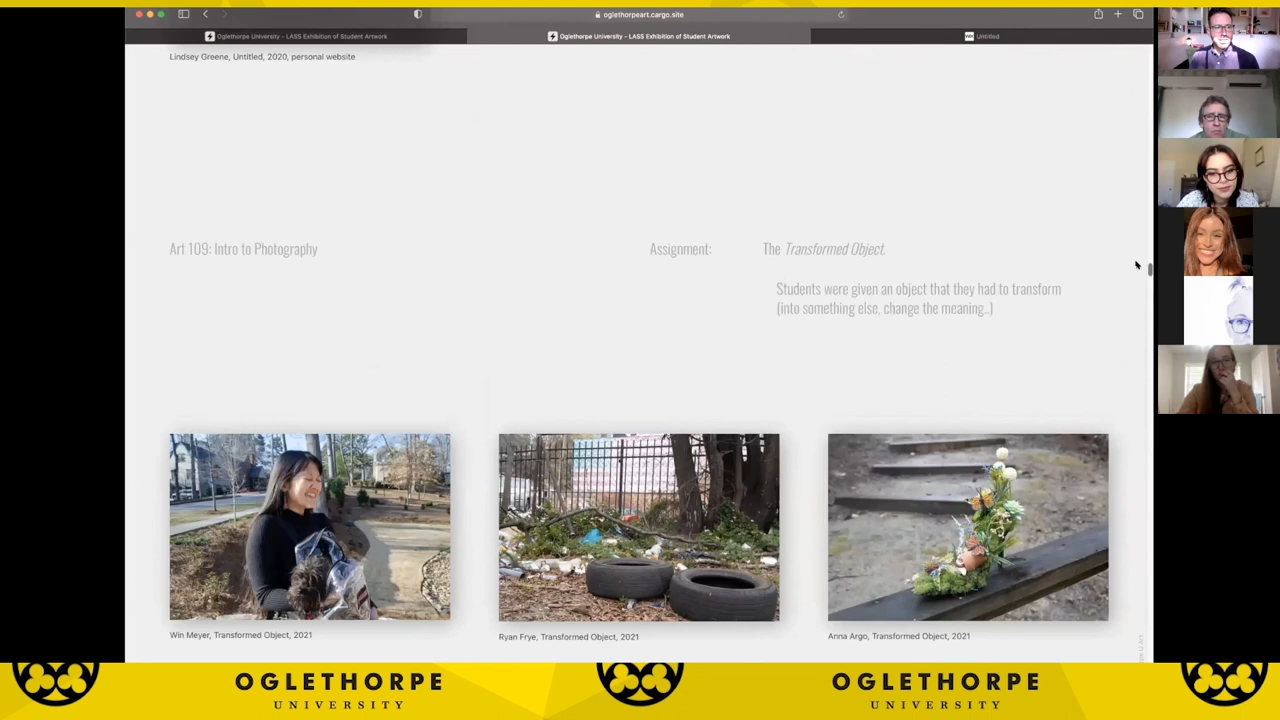 oglethorpeart.cargo.site
Oglethorpe University – LASS Exhibition of Student Artwork
Oglethorpe University – LASS Exhibition of Student Artwork
Untitled
Lindsey Greene, Untitled, 2020, personal website
Art 109: Intro to Photography
Assignment:
The Transformed Object.
Students were given an object that they had to transform
(into something else, change the meaning..)
Win Meyer, Transformed Object, 2021
Ryan Frye, Transformed Object, 2021
Anna Argo, Transformed Object, 2021
OGLETHORPE
UNIVERSITY
OGLETHORPE
UNIVERSITY